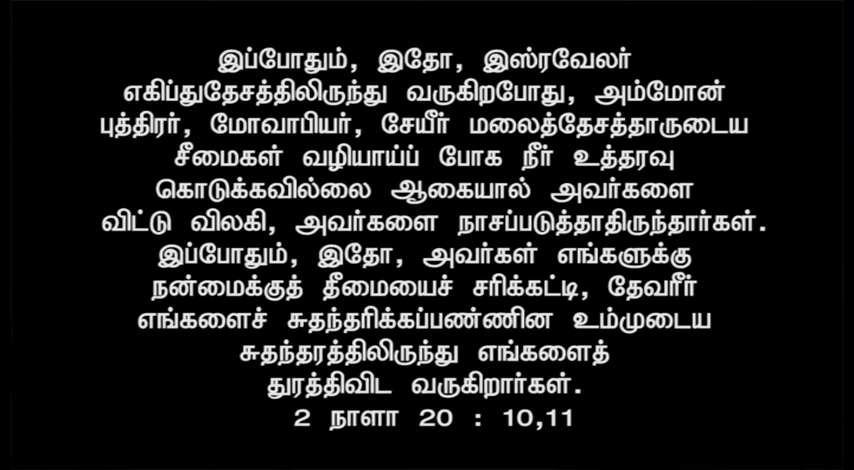 இப்போதும், இதோ, இஸ்ரவேலர்
எகிப்துதேசத்திலிருந்து வருகிறபோது, அம்மோன்
புத்திரர், மோவாபியர், சேயீர் மலைத்தேசத்தாருடைய
சீமைகள் வழியாய்ப் போக நீர் உத்தரவு
கொடுக்கவில்லை ஆகையால் அவர்களை
விட்டு விலகி, அவர்களை நாசப்படுத்தாதிருந்தார்கள்.
இப்போதும், இதோ, அவர்கள் எங்களுக்கு
நன்மைக்குத் தீமையைச் சரிக்கட்டி, தேவரீர்
எங்களைச் சுதந்தரிக்கப்பண்ணின உம்முடைய
சுதந்தரத்திலிருந்து எங்களைத்
துரத்திவிட வருகிறார்கள்.
2 நாளா 20 : 10,11